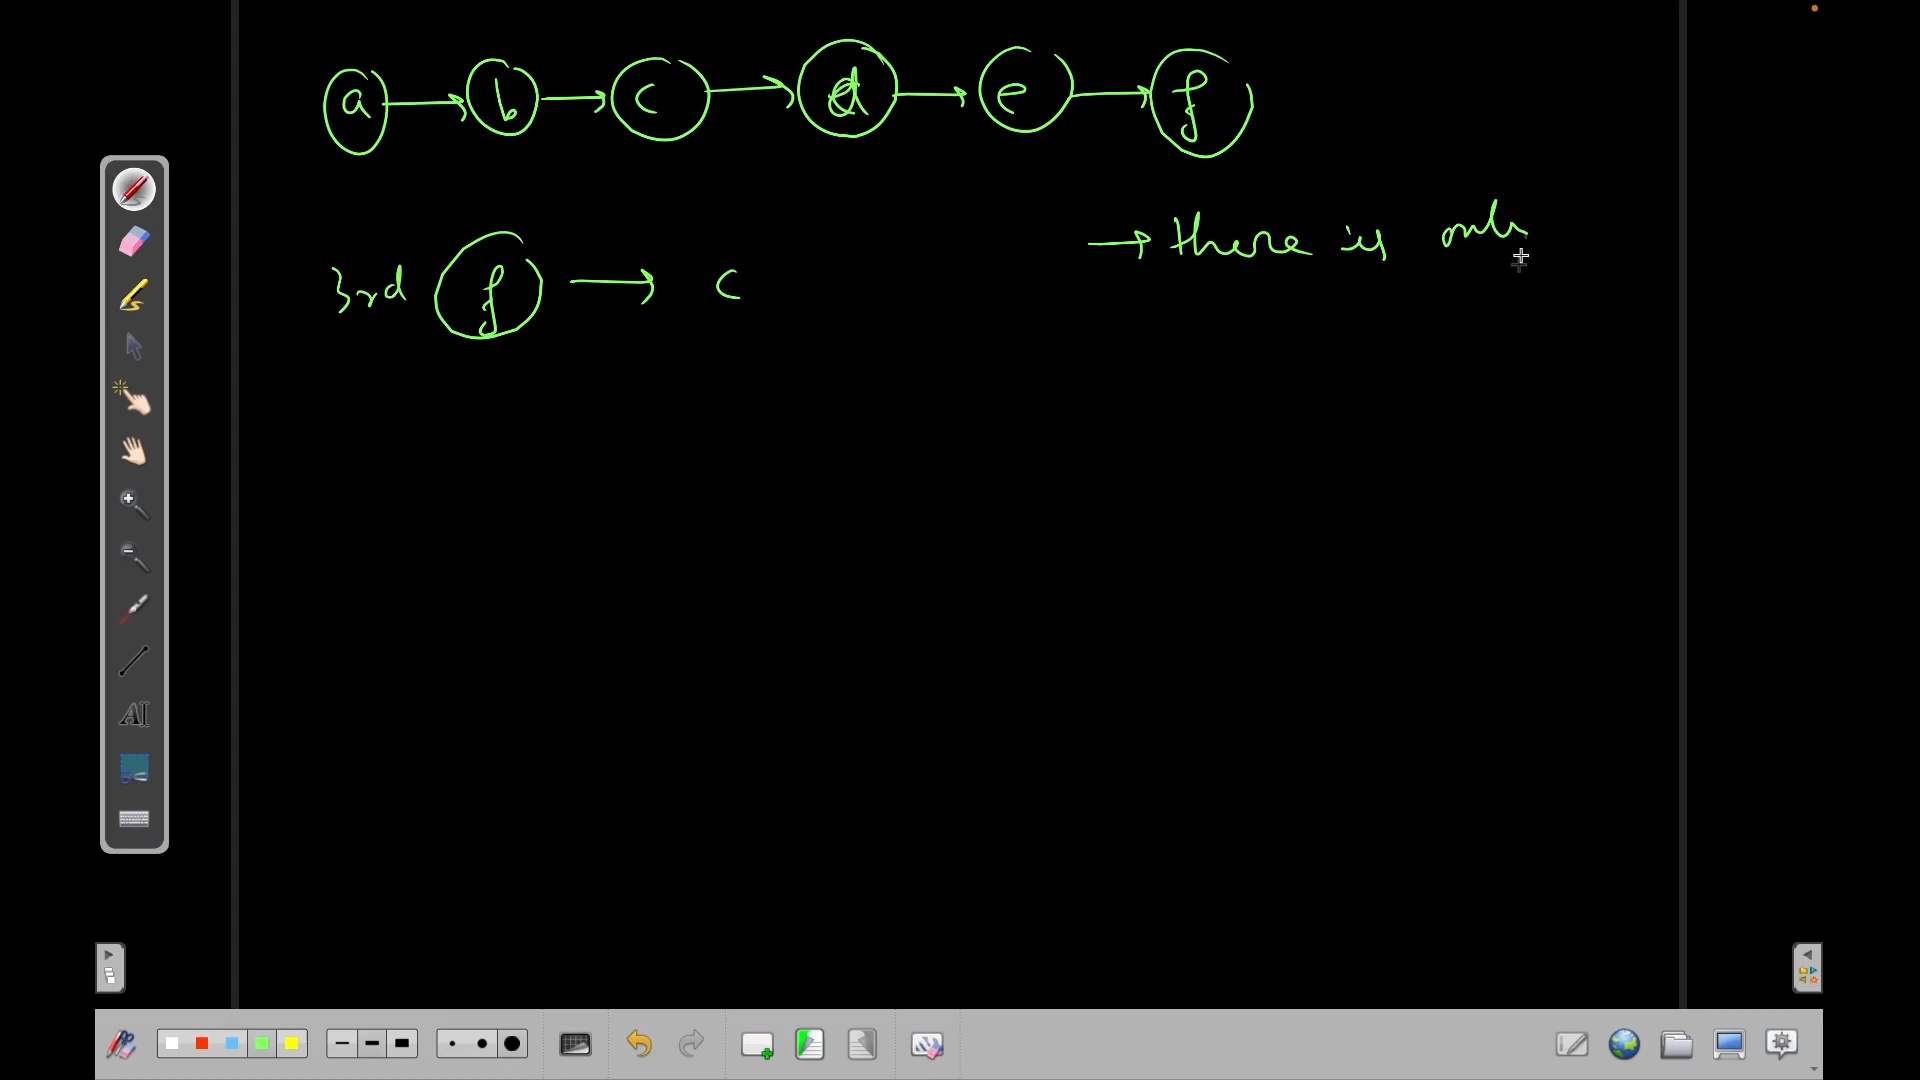 a → b → c → d → e → f
→ there is only
3rd f → c